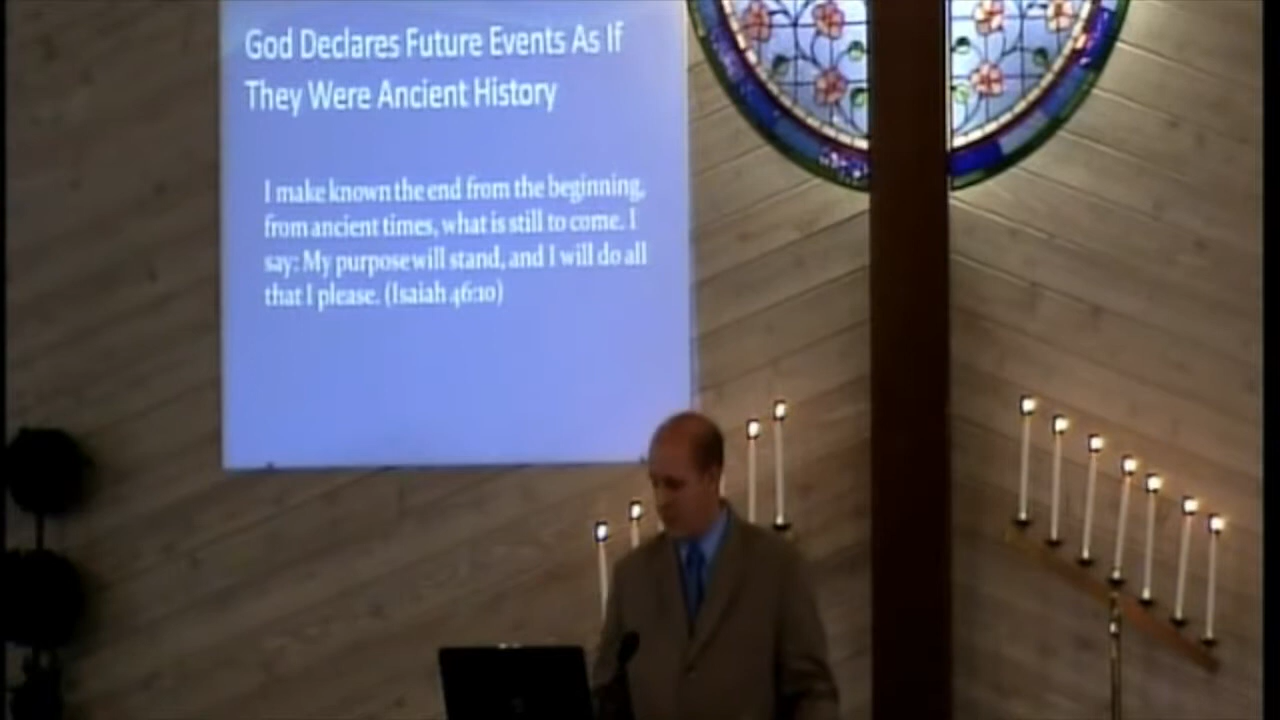 God Declares Future Events As If
They Were Ancient History
I make known the end from the beginning,
from ancient times, what is still to come. I
say: My purpose will stand, and I will do all
that I please. (Isaiah 46:10)